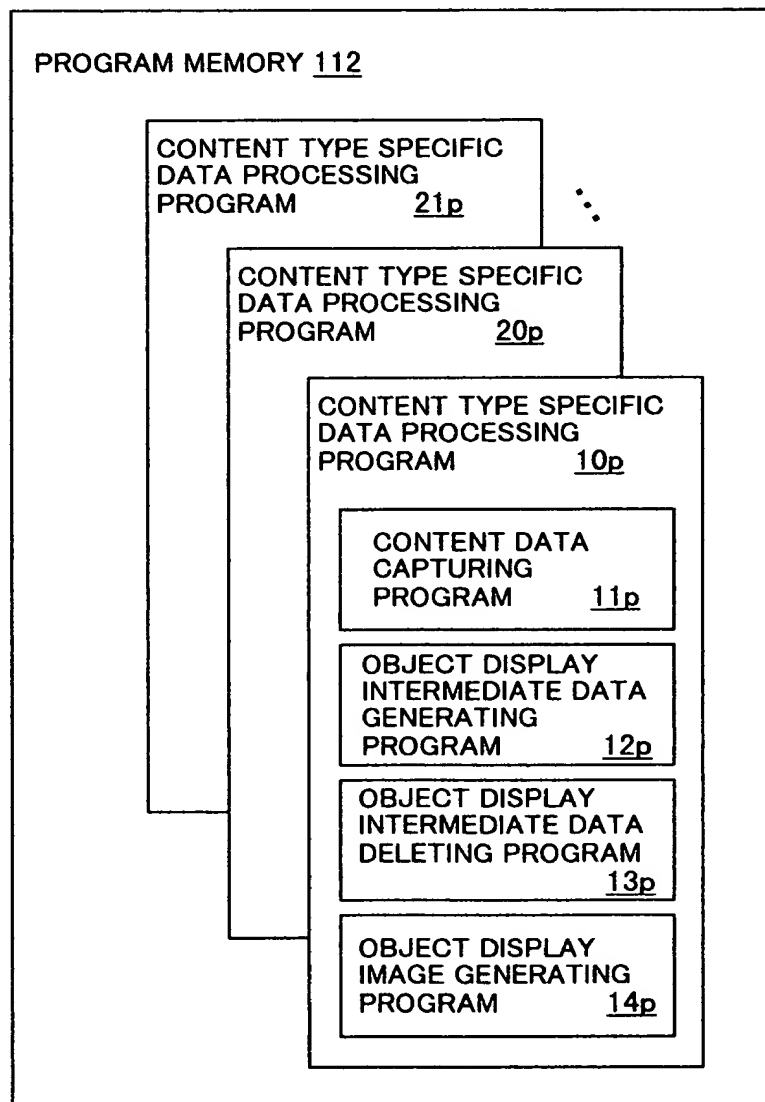 PROGRAM MEMORY 112
CONTENT TYPE SPECIFIC
DATA PROCESSING
PROGRAM 21p
CONTENT TYPE SPECIFIC
DATA PROCESSING
PROGRAM 20p
CONTENT TYPE SPECIFIC
DATA PROCESSING
PROGRAM 10p
CONTENT DATA
CAPTURING
PROGRAM 11p
OBJECT DISPLAY
INTERMEDIATE DATA
GENERATING
PROGRAM 12p
OBJECT DISPLAY
INTERMEDIATE DATA
DELETING PROGRAM
13p
OBJECT DISPLAY
IMAGE GENERATING
PROGRAM 14p